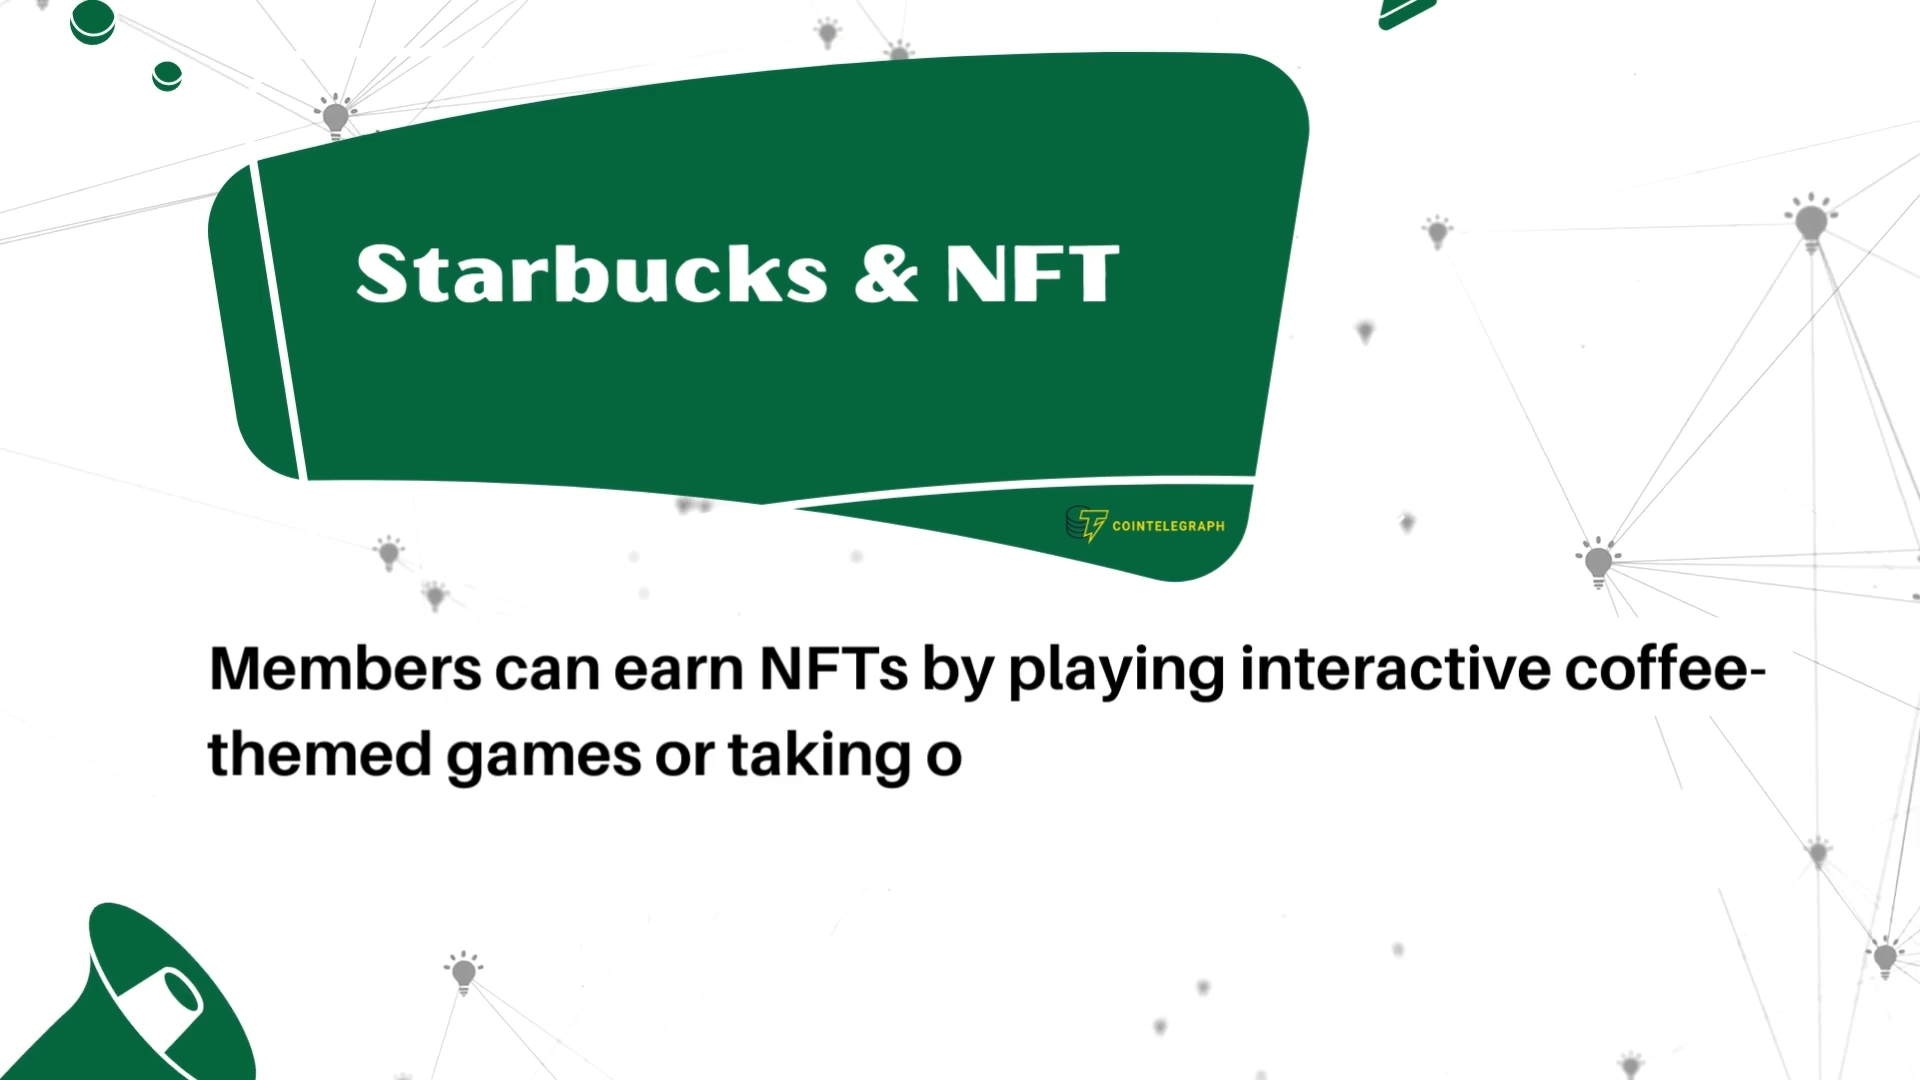 Starbucks & NFT
COINTELEGRAPH
Members can earn NFTs by playing interactive coffee-
themed games or taking o